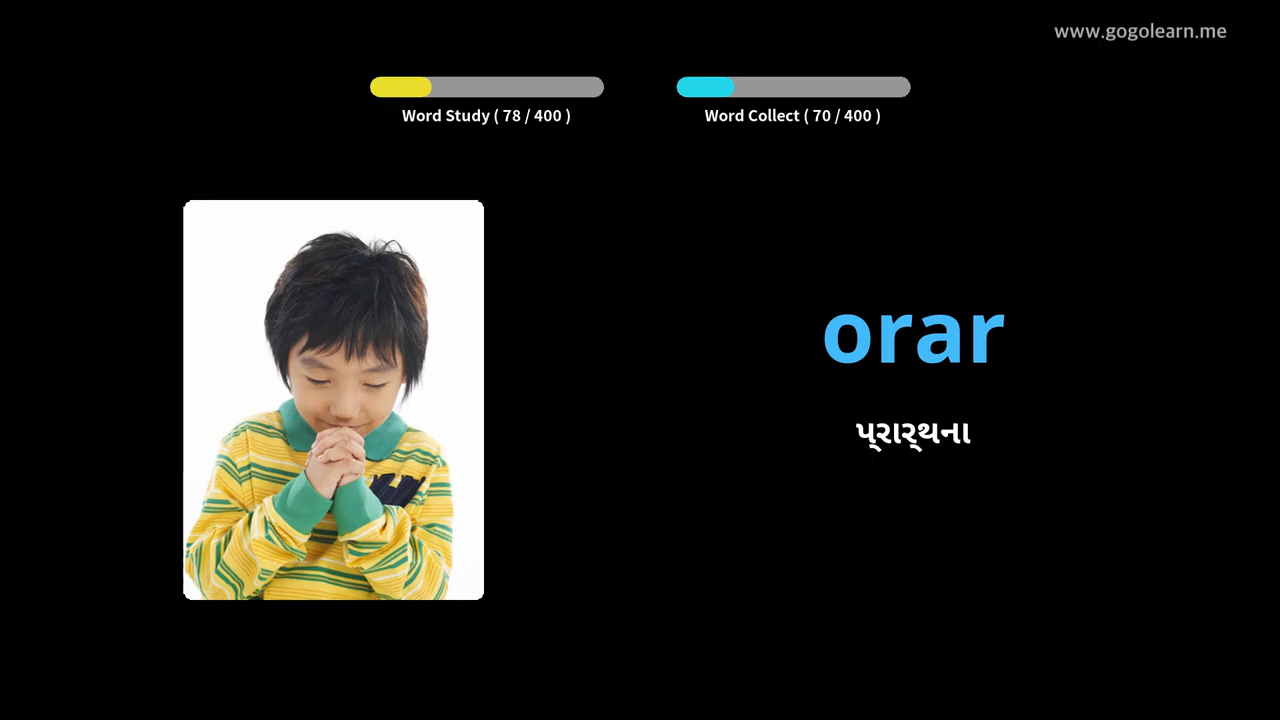 www.gogolearn.me
Word Study ( 78 / 400 )
Word Collect ( 70 / 400 )
orar
પ્રાર્થના